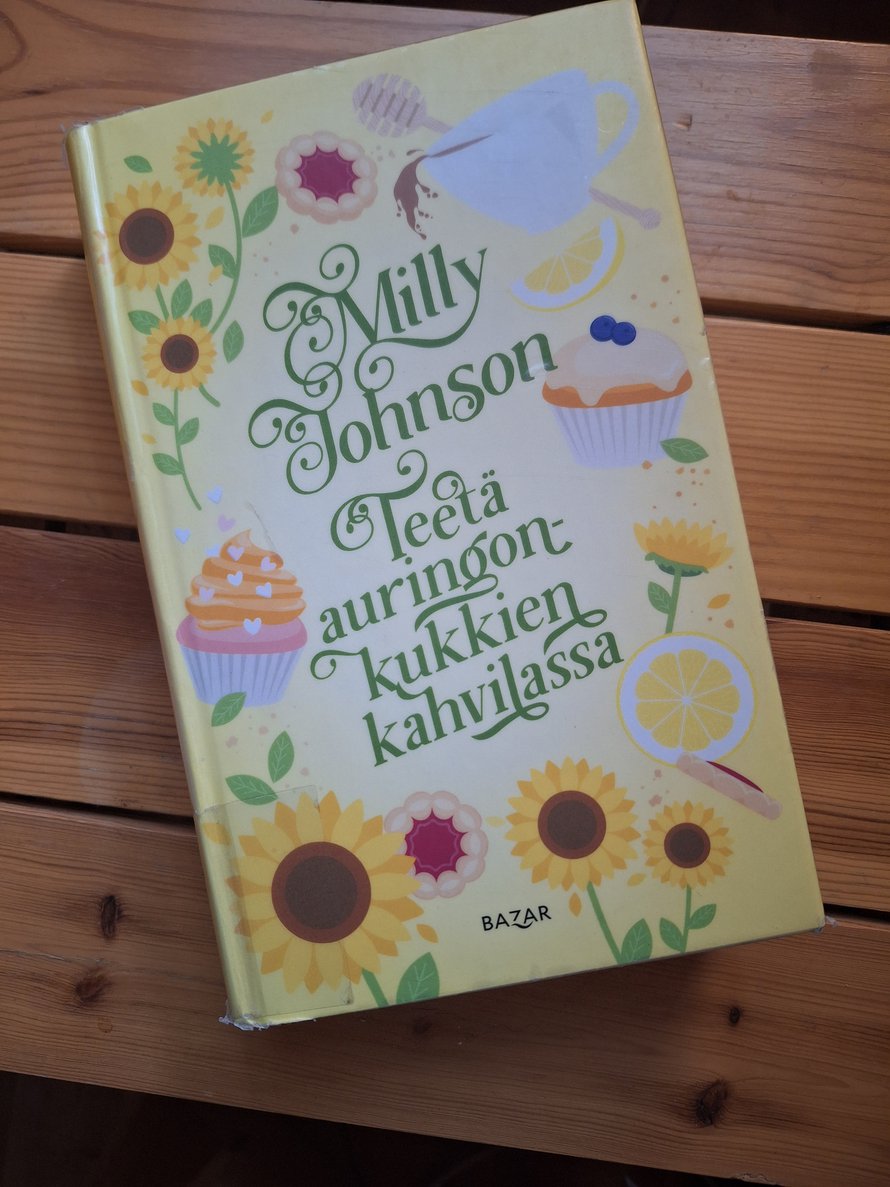 Milly
Johnson
Teetä
auringon-
kukkien
kahvilassa
BAZAR